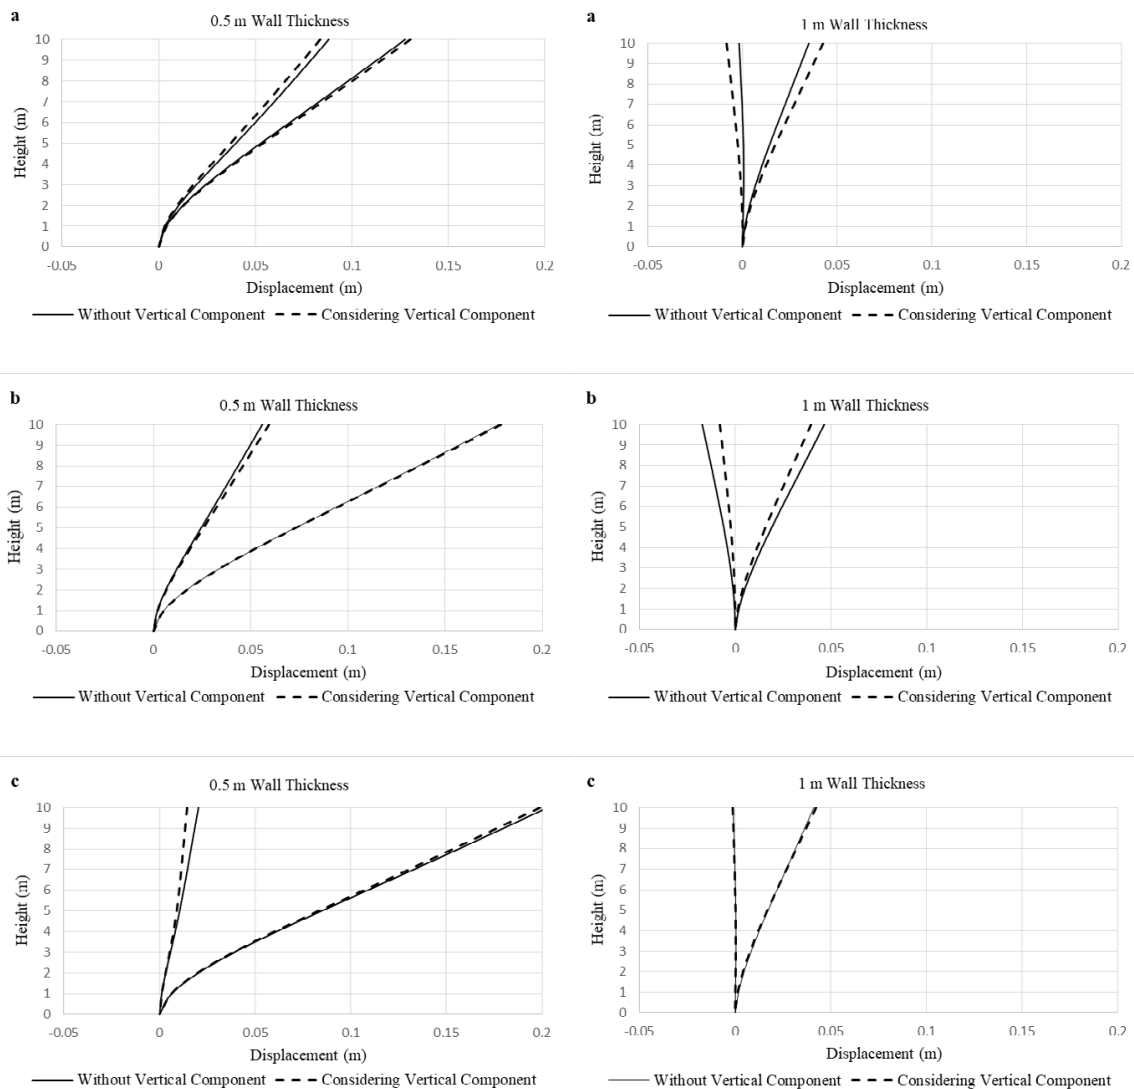 a
0.5 m Wall Thickness
10
9
8
7
6
5
4
3
2
1
0
Height (m)
-0.05
0
0.05
0.1
0.15
0.2
Displacement (m)
Without Vertical Component
Considering Vertical Component
a
1 m Wall Thickness
10
9
8
7
6
5
4
3
2
1
0
Height (m)
-0.05
0
0.05
0.1
0.15
0.2
Displacement (m)
Without Vertical Component
Considering Vertical Component
b
0.5 m Wall Thickness
10
9
8
7
6
5
4
3
2
1
0
Height (m)
-0.05
0
0.05
0.1
0.15
0.2
Displacement (m)
Without Vertical Component
Considering Vertical Component
b
1 m Wall Thickness
10
9
8
7
6
5
4
3
2
1
0
Height (m)
-0.05
0
0.05
0.1
0.15
0.2
Displacement (m)
Without Vertical Component
Considering Vertical Component
c
0.5 m Wall Thickness
10
9
8
7
6
5
4
3
2
1
0
Height (m)
-0.05
0
0.05
0.1
0.15
0.2
Displacement (m)
Without Vertical Component
Considering Vertical Component
c
1 m Wall Thickness
10
9
8
7
6
5
4
3
2
1
0
Height (m)
-0.05
0
0.05
0.1
0.15
0.2
Displacement (m)
Without Vertical Component
Considering Vertical Component